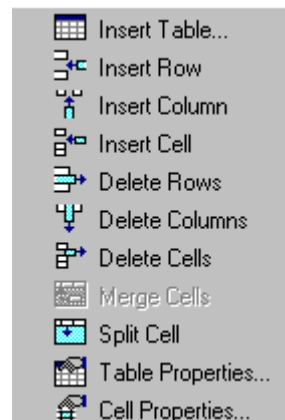 Insert Table...
Insert Row
Insert Column
Insert Cell
Delete Rows
Delete Columns
Delete Cells
Merge Cells
Split Cell
Table Properties...
Cell Properties...